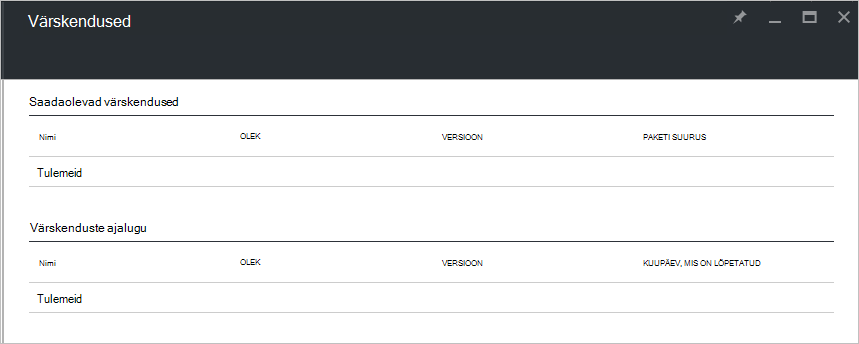 Värskendused
Saadaolevad värskendused
Nimi OLEK VERSIOON PAKETI SUURUS
Tulemeid
Värskenduste ajalugu
Nimi OLEK VERSIOON KUUPÄEV, MIS ON LÕPETATUD
Tulemeid